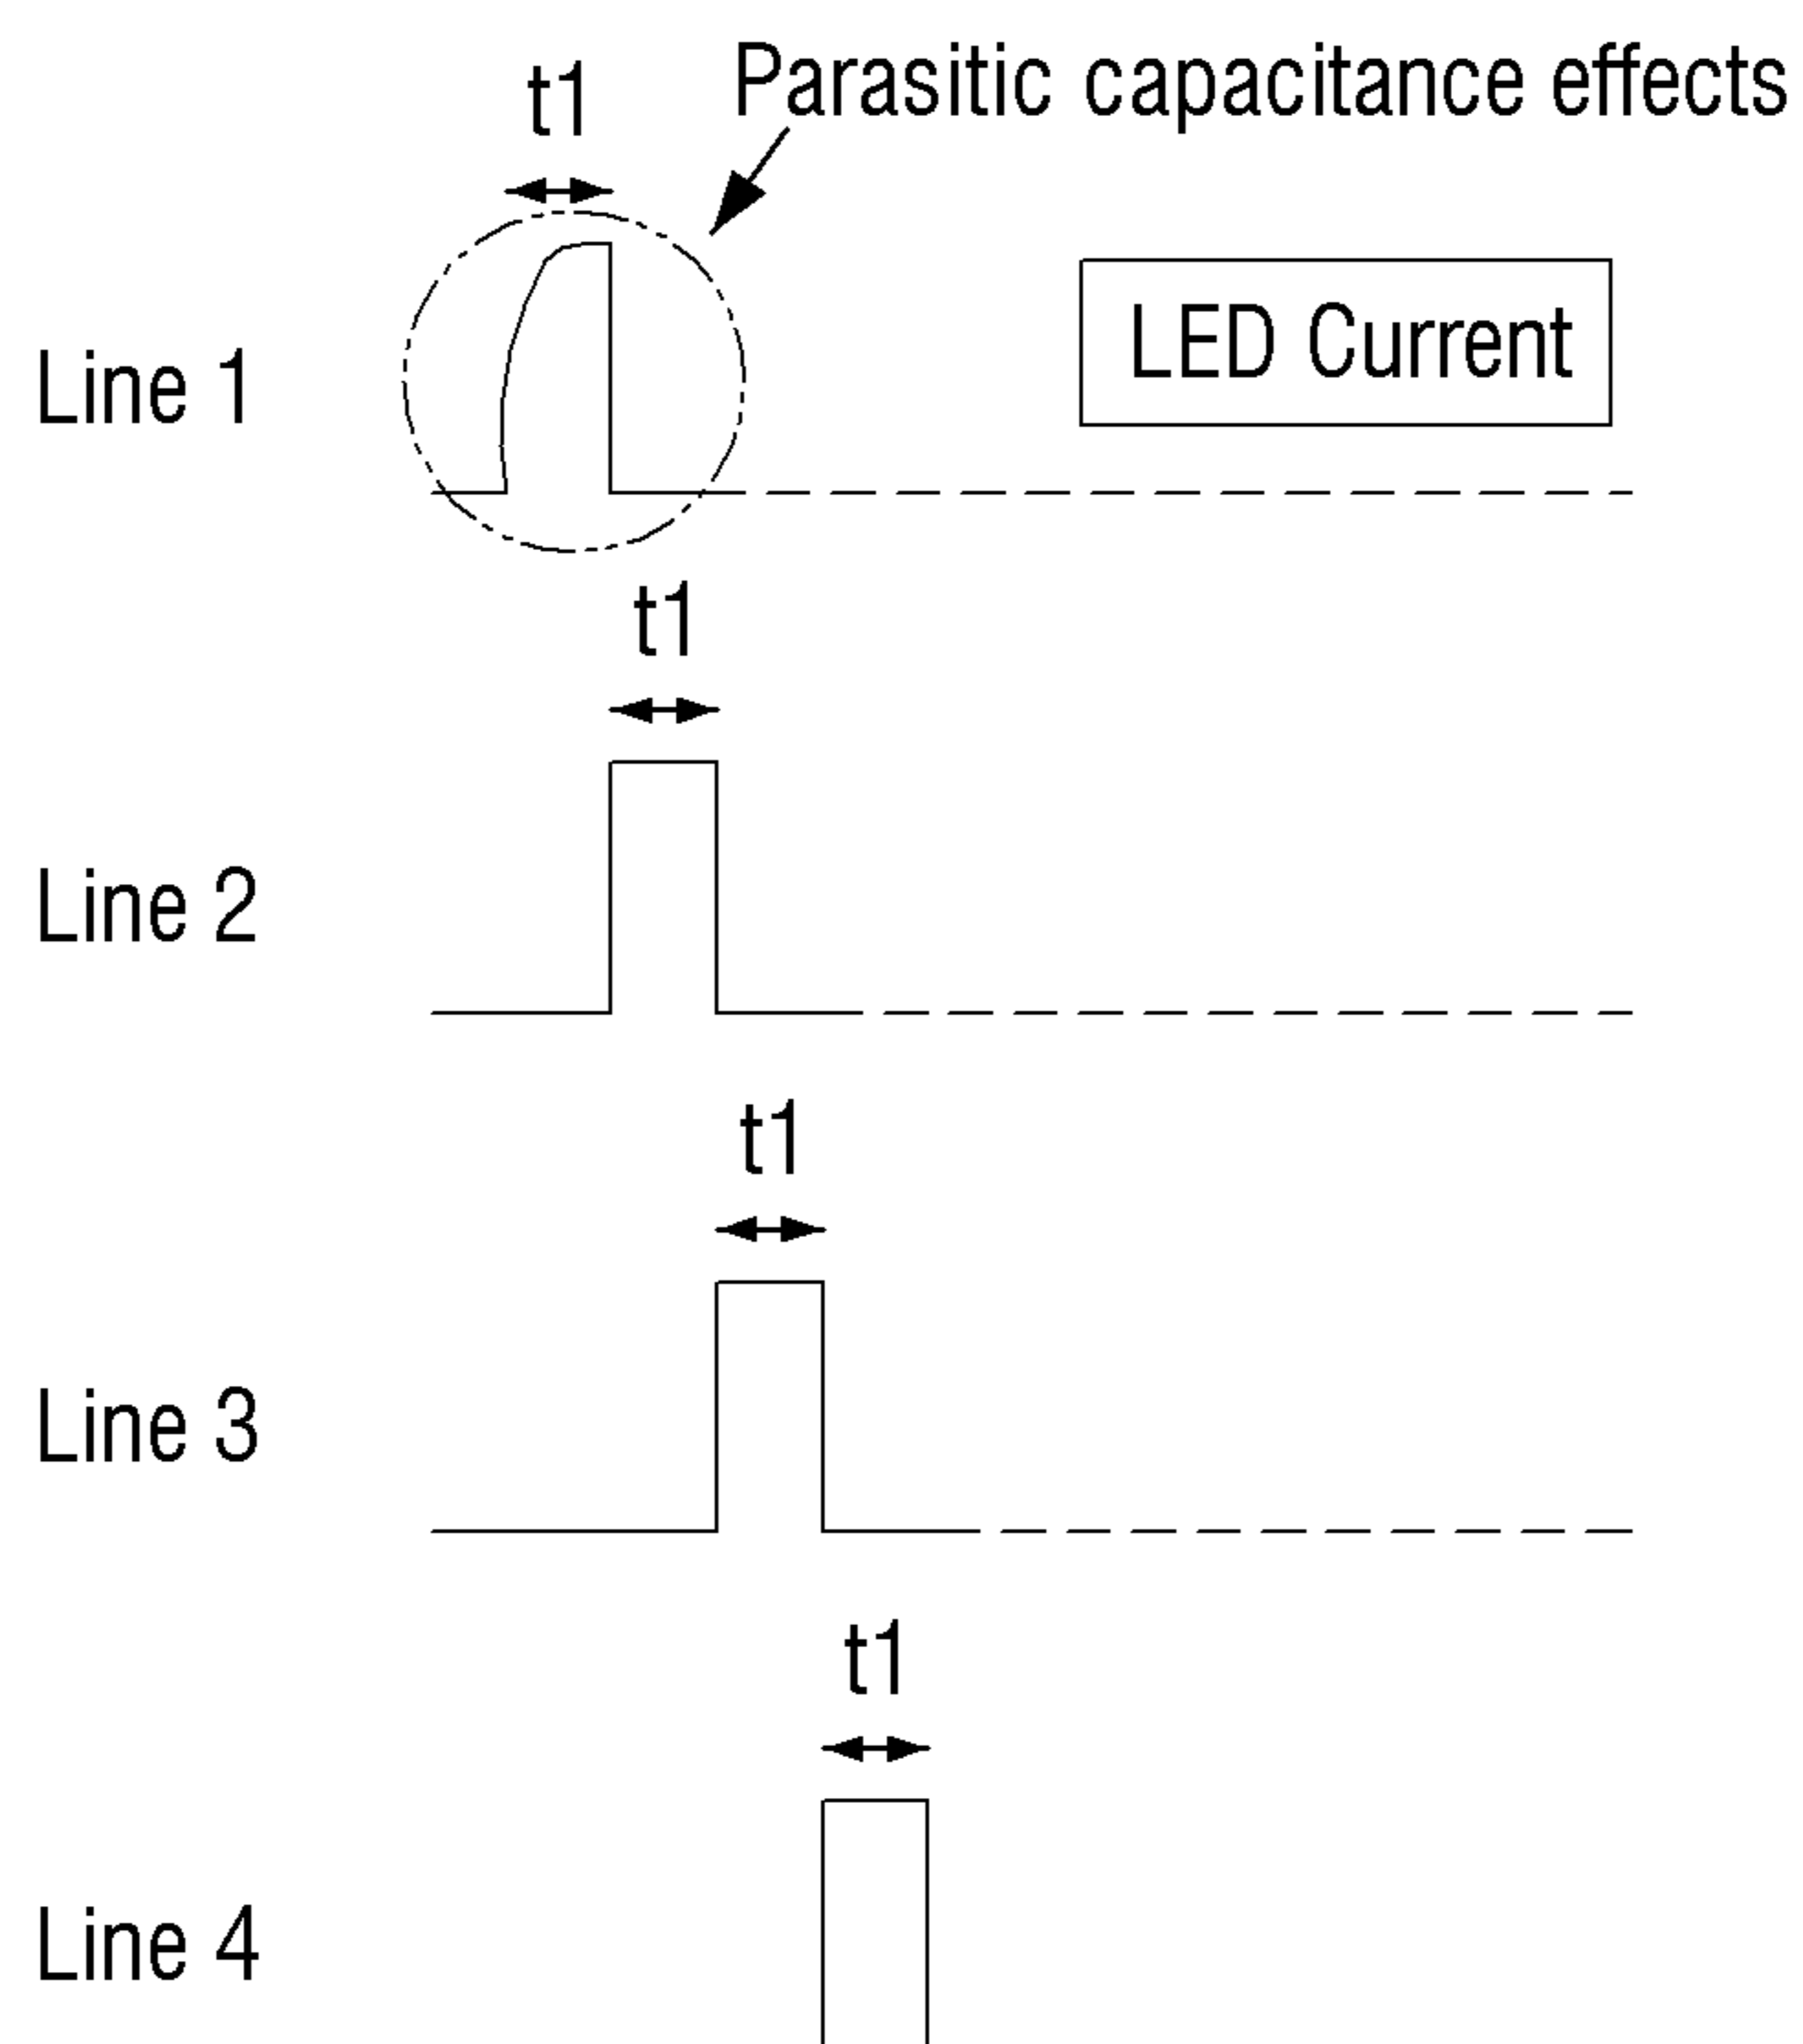 t1
Parasitic capacitance effects
LED Current
Line 1
t1
Line 2
t1
Line 3
t1
Line 4